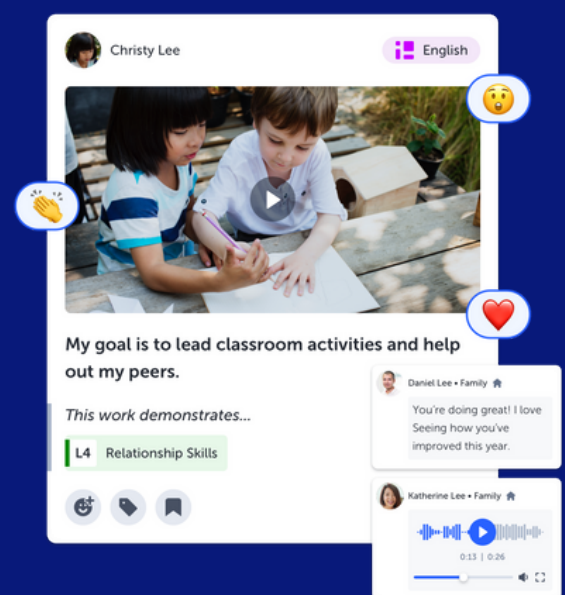 Christy Lee
English
My goal is to lead classroom activities and help
out my peers.
This work demonstrates...
L4 Relationship Skills
Daniel Lee • Family
You're doing great! I love
Seeing how you've
improved this year.
Katherine Lee • Family
0:13 | 0:26